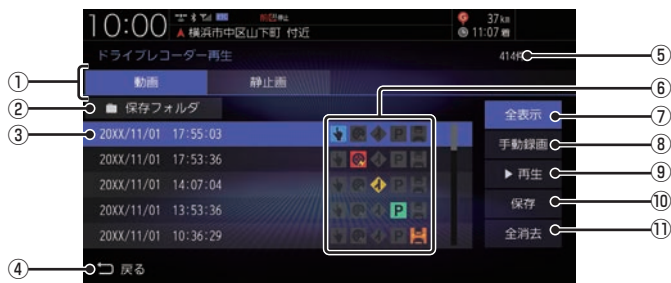 10:00
横浜市中区山下町 付近
37km
11:07着
ドライブレコーダー再生
414件
⑤
①
動画
静止画
⑥
②
保存フォルダ
全表示
⑦
③
20XX/11/01 17:55:03
手動録画
⑧
20XX/11/01 17:53:36
20XX/11/01 14:07:04
▶ 再生
⑨
20XX/11/01 13:53:36
P
保存
⑩
20XX/11/01 10:36:29
全消去
⑪
④
戻る